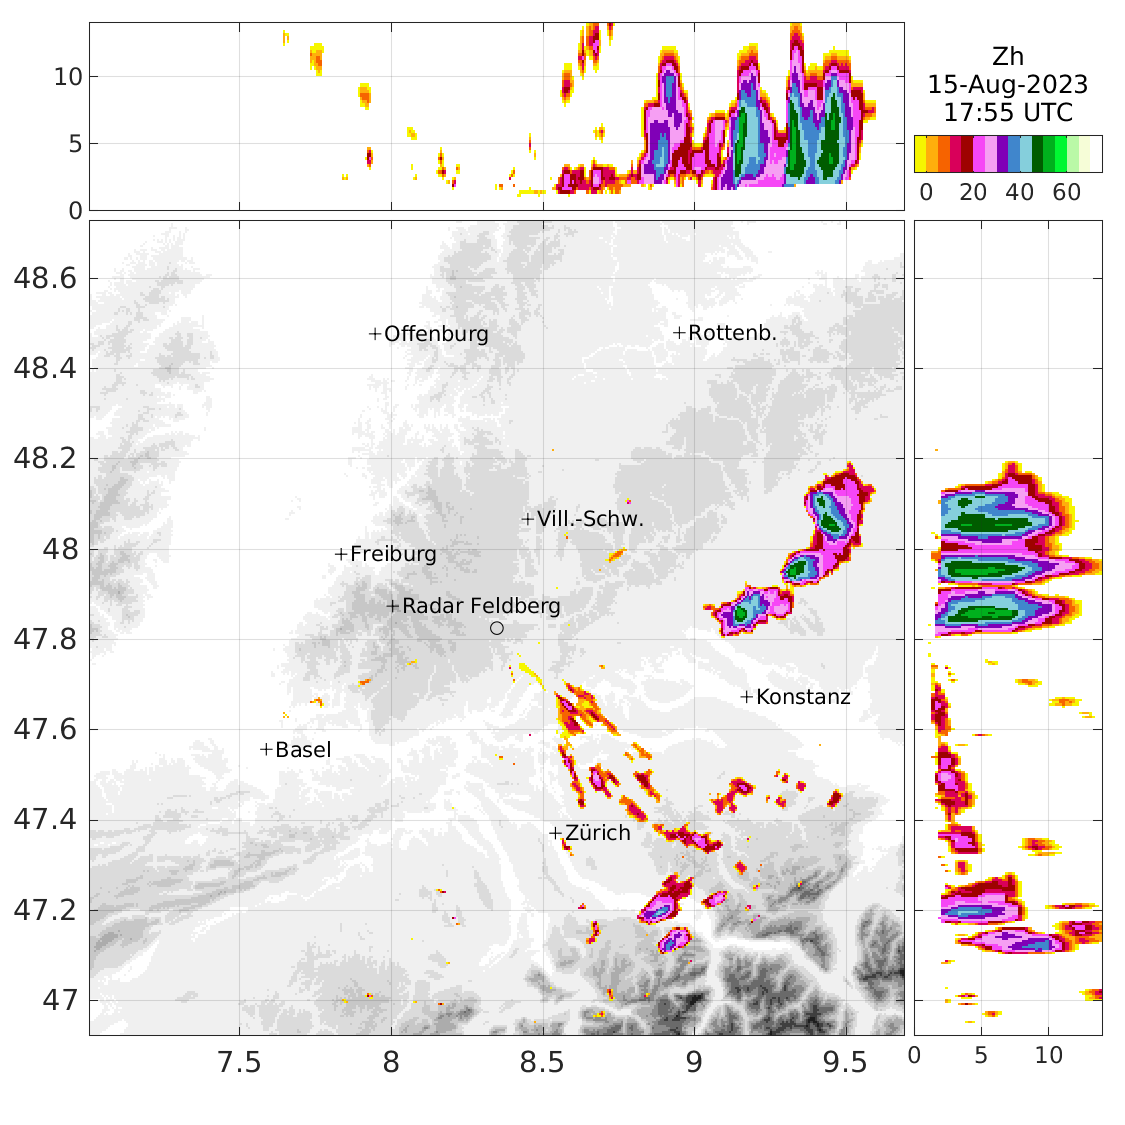 10
5
0
Zh
15-Aug-2023
17:55 UTC
0 20 40 60
48.6
48.4
48.2
48
47.8
47.6
47.4
47.2
47
+Offenburg
+Rottenb.
+Vill.-Schw.
+Freiburg
+Radar Feldberg
+Konstanz
+Basel
+Zürich
7.5 8 8.5 9 9.5
0 5 10